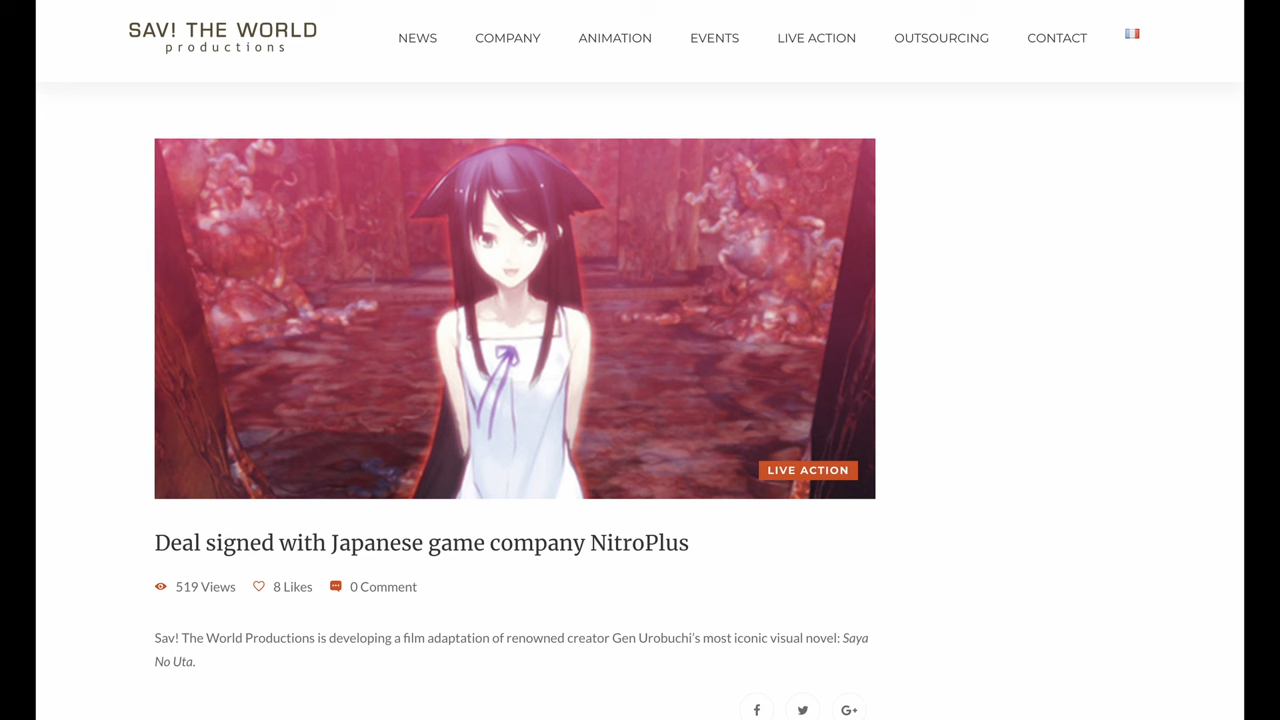 SAV! THE WORLD
productions
NEWS COMPANY ANIMATION EVENTS LIVE ACTION OUTSOURCING CONTACT
LIVE ACTION
Deal signed with Japanese game company NitroPlus
519 Views 8 Likes 0 Comment
Sav! The World Productions is developing a film adaptation of renowned creator Gen Urobuchi's most iconic visual novel: Saya
No Uta.
f G+